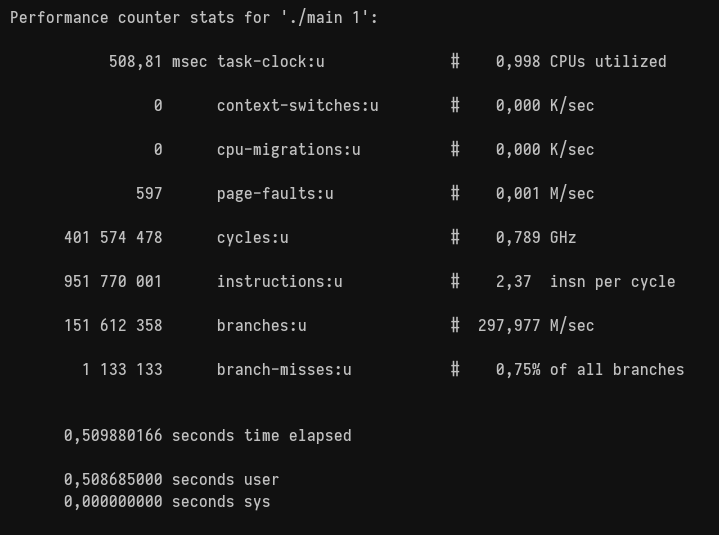 Performance counter stats for './main 1':
508,81 msec task-clock:u # 0,998 CPUs utilized
0 context-switches:u # 0,000 K/sec
0 cpu-migrations:u # 0,000 K/sec
597 page-faults:u # 0,001 M/sec
401 574 478 cycles:u # 0,789 GHz
951 770 001 instructions:u # 2,37 insn per cycle
151 612 358 branches:u # 297,977 M/sec
1 133 133 branch-misses:u # 0,75% of all branches
0,509880166 seconds time elapsed
0,508685000 seconds user
0,000000000 seconds sys